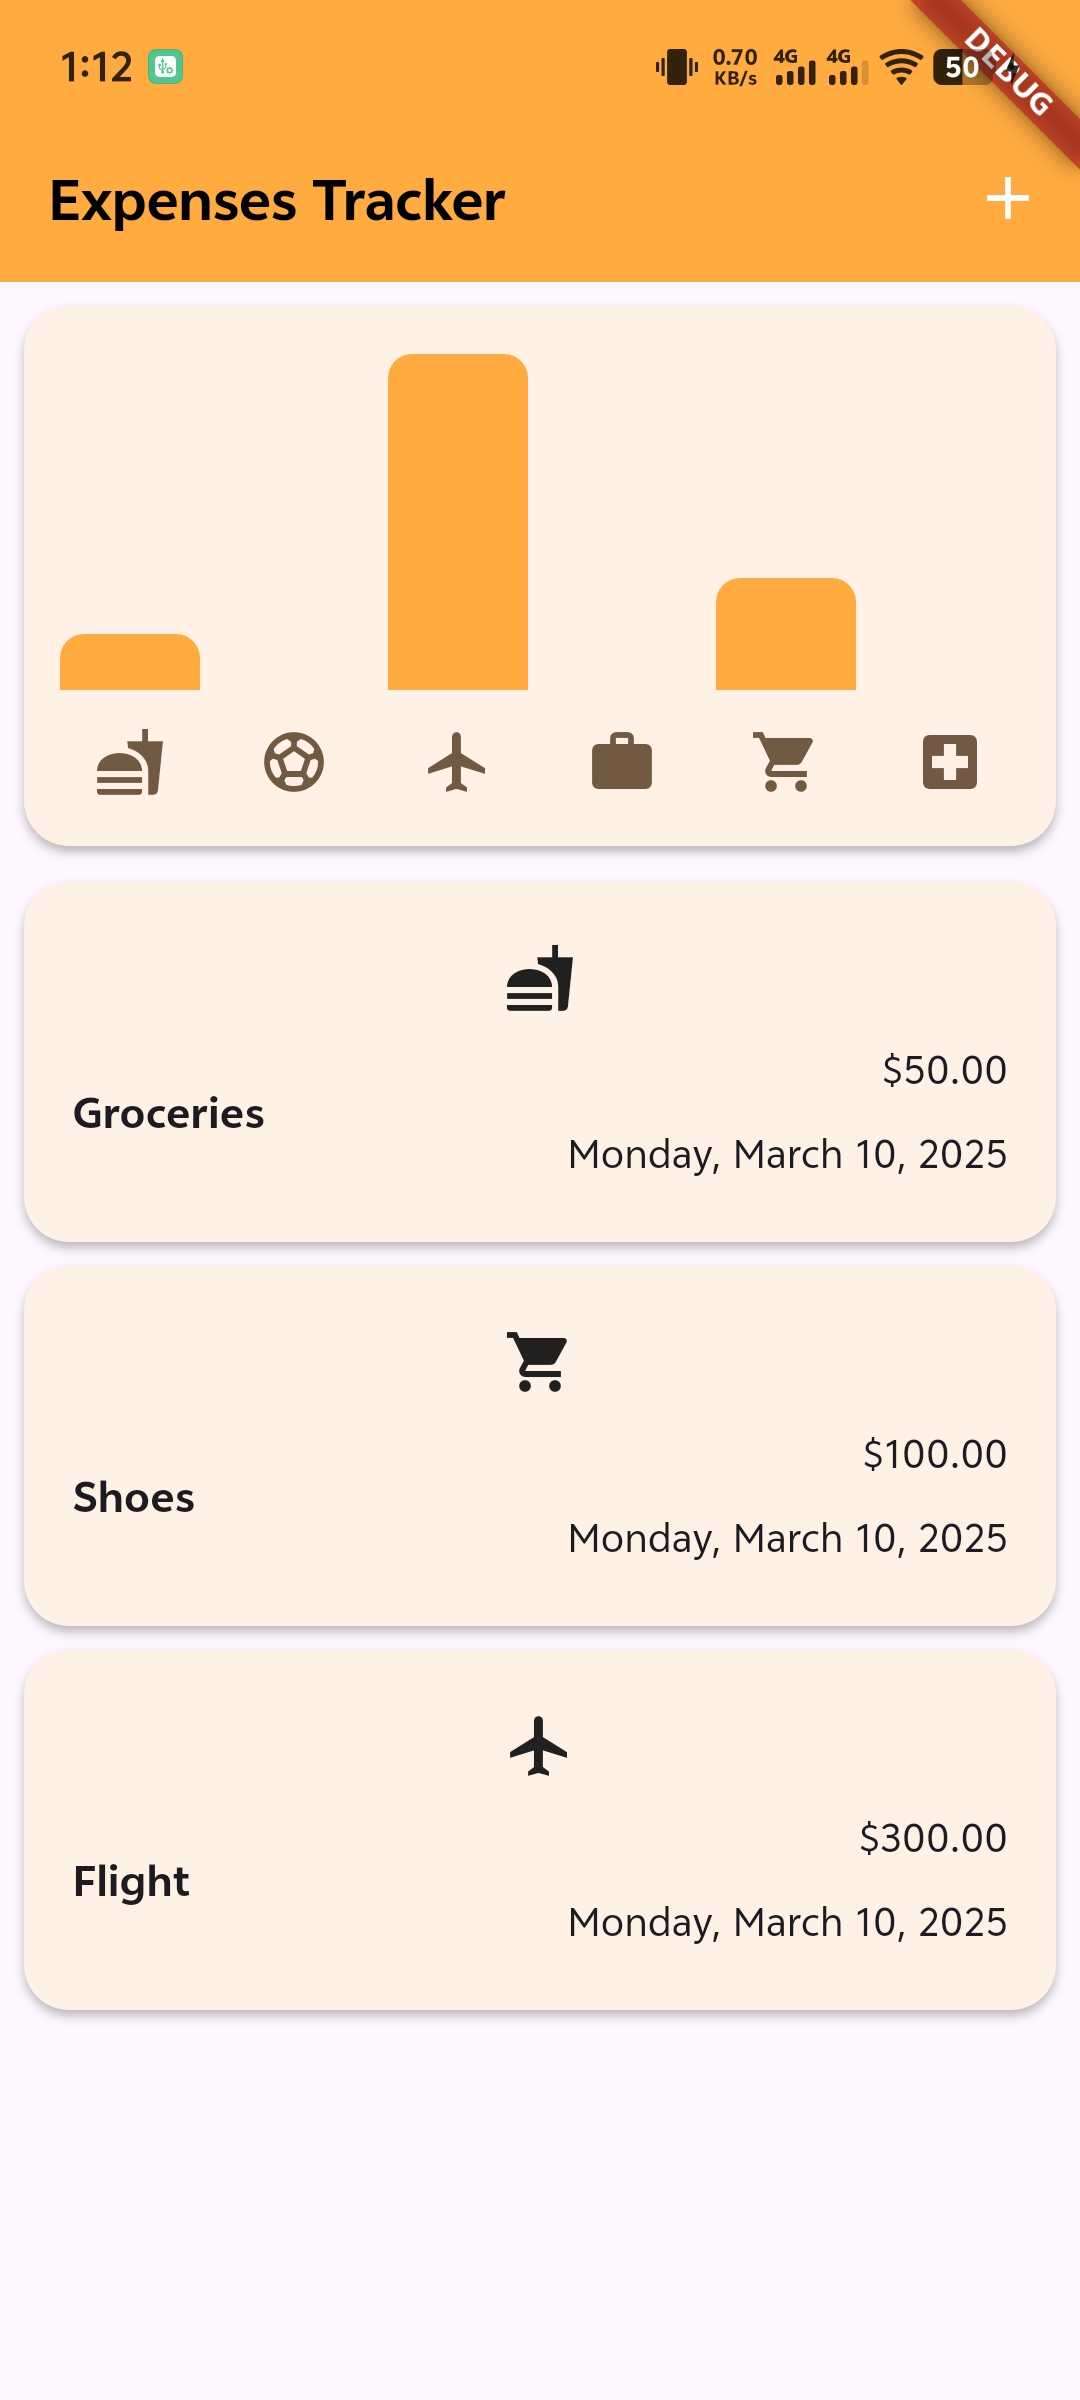 1:12
0.70
KB/s
4G
4G
50
DEBUG
Expenses Tracker
$50.00
Groceries
Monday, March 10, 2025
$100.00
Shoes
Monday, March 10, 2025
$300.00
Flight
Monday, March 10, 2025